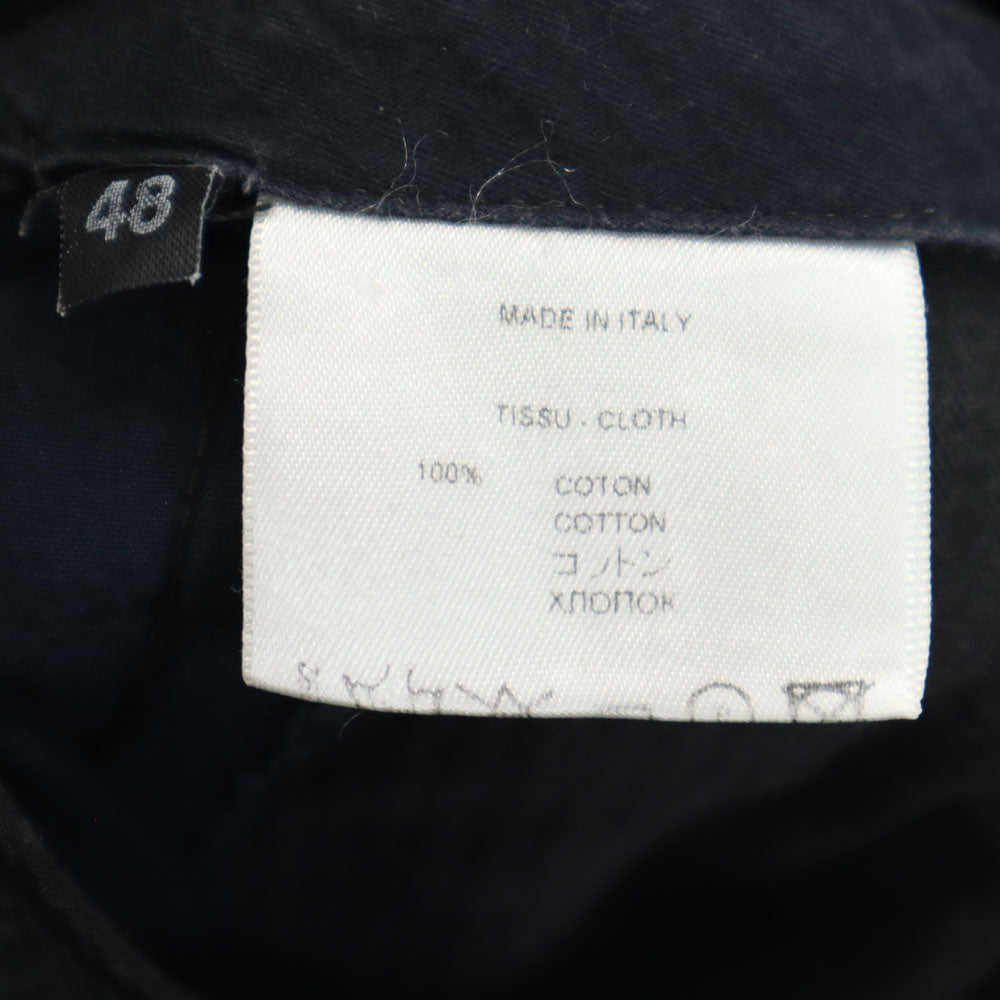 48
MADE IN ITALY
TISSU - CLOTH
100% COTON
COTTON
コットン
ХЛОПОК